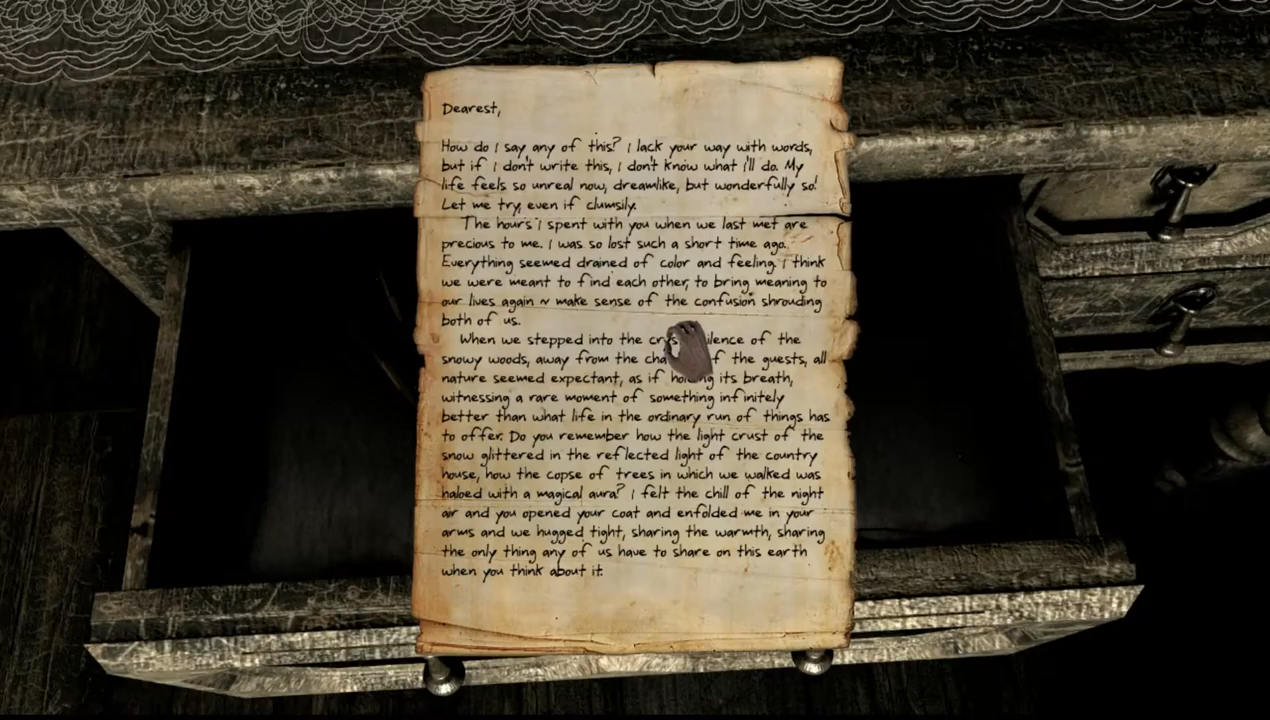 Dearest,
How do I say any of this? I lack your way with words,
but if I don't write this, I don't know what I'll do. My
life feels so unreal now, dreamlike, but wonderfully so!
Let me try, even if clumsily.
The hours I spent with you when we last met are
precious to me. I was so lost such a short time ago.
Everything seemed drained of color and feeling. I think
we were meant to find each other, to bring meaning to
our lives again ~ make sense of the confusion shrouding
both of us.
When we stepped into the of the
snowy woods, away from the the guests, all
nature seemed expectant, as if its breath,
witnessing a rare moment of something infinitely
better than what life in the ordinary run of things has
to offer. Do you remember how the light crust of the
snow glittered in the reflected light of the country
house, how the copse of trees in which we walked was
haloed with a magical aura? I felt the chill of the night
air and you opened your coat and enfolded me in your
arms and we hugged tight, sharing the warmth, sharing
the only thing any of us have to share on this earth
when you think about it.